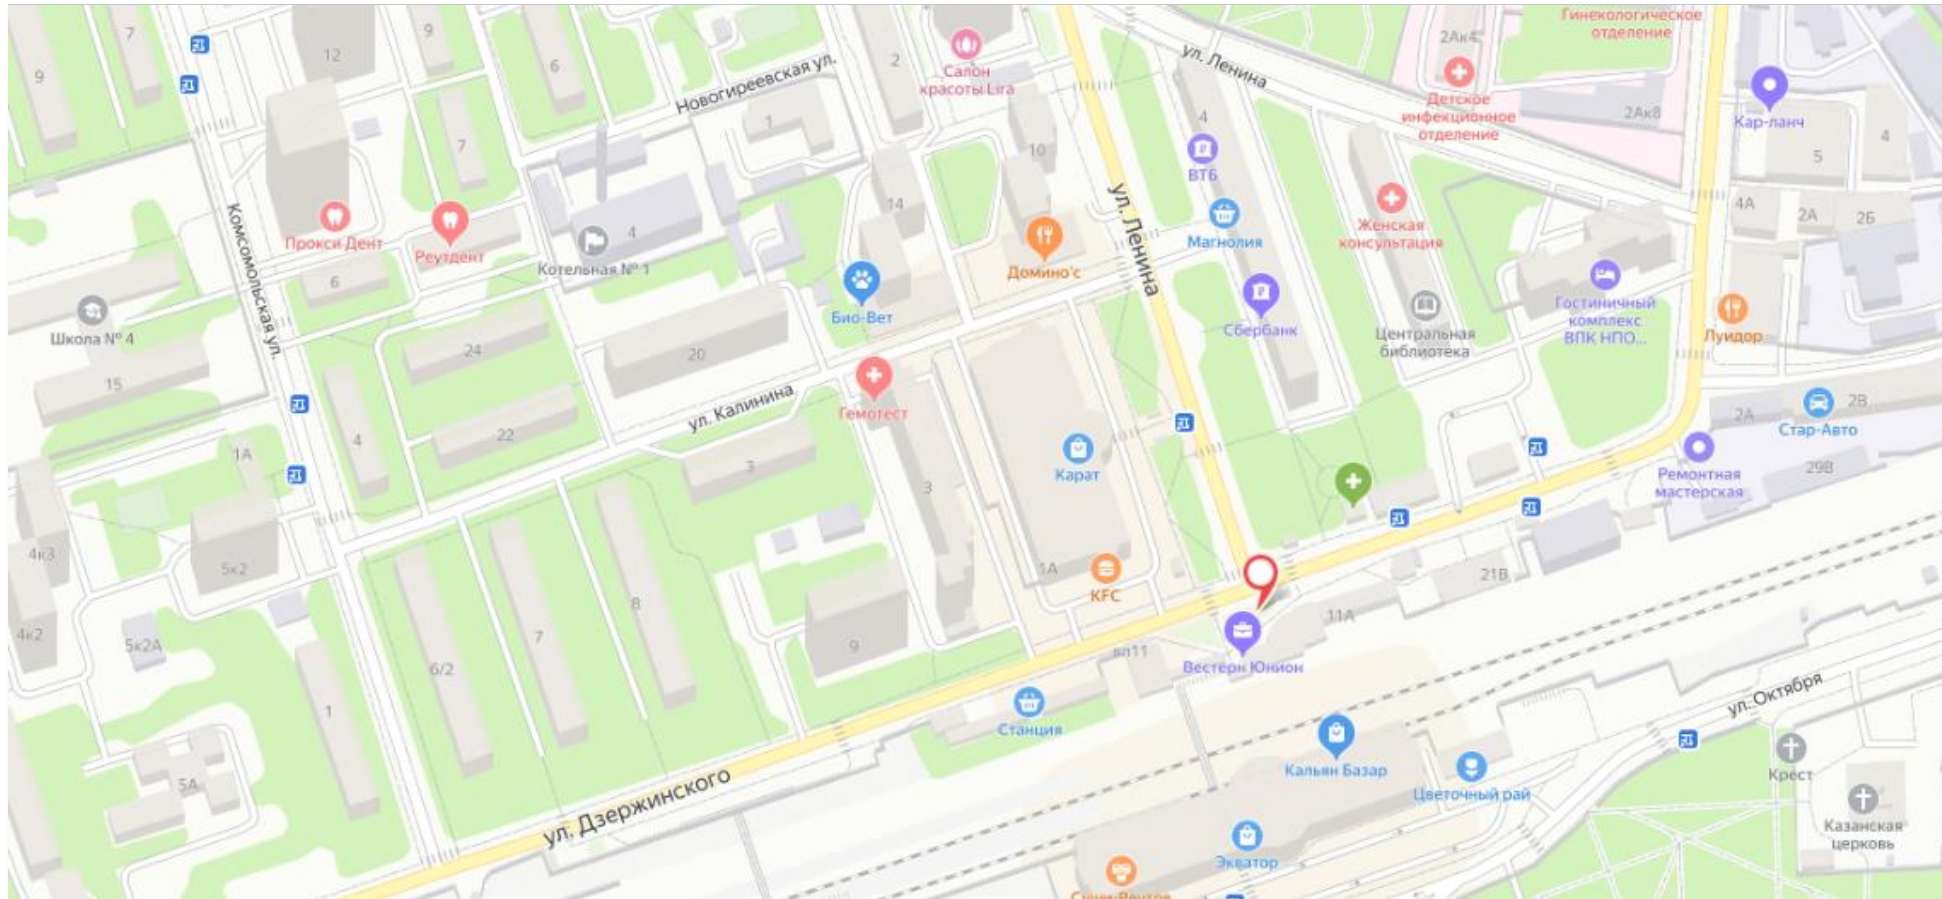 7
9
12
9
6
2
Салон
красоты Lira
Новогиреевская ул.
ул. Ленина
2Ак4
Гинекологическое
отделение
Детское
инфекционное
отделение
2Ак8
Кар-ланч
4
5
7
1
10
4
ВТБ
14
4А
2А
2Б
Комсомольская ул.
Прокси Дент
Реутдент
4
Котельная № 1
ул. Ленина
Магнолия
Женская
консультация
Домино'с
6
Био-Вет
Сбербанк
Центральная
библиотека
Гостиничный
комплекс
ВПК НПО...
Луидор
Школа № 4
15
24
20
Гемотест
ул. Калинина
2А
2В
Стар-Авто
1А
4
22
3
3
Карат
Ремонтная
мастерская
29В
4к3
5к2
1А
KFC
21В
11А
4к2
5к2А
6/2
7
8
9
вл11
Вестерн Юнион
1
Станция
ул. Октября
5А
ул. Дзержинского
Кальян Базар
Цветочный рай
Крест
Экватор
Казанская
церковь